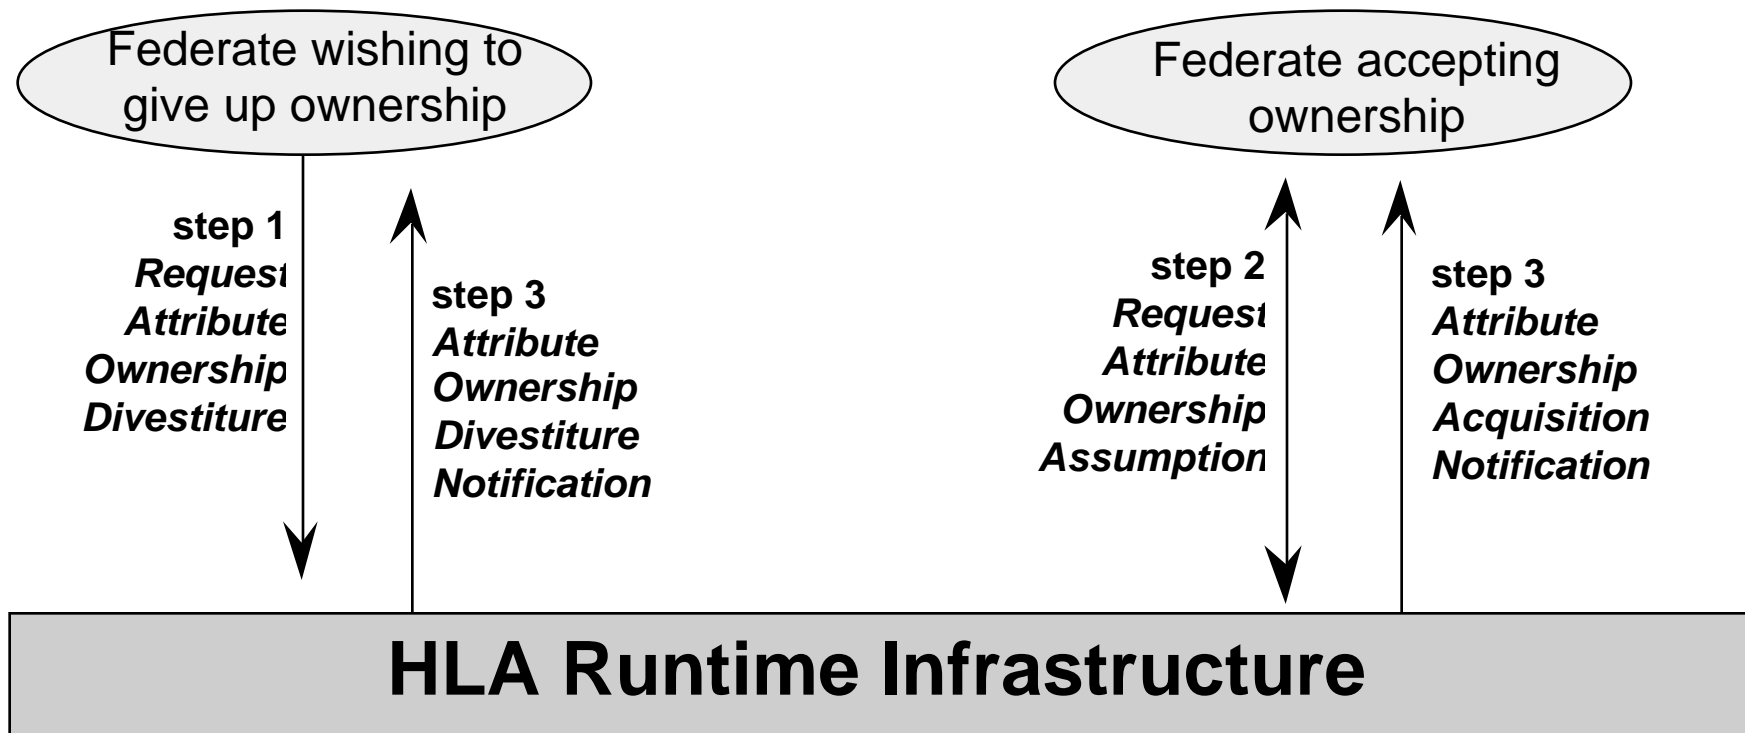 Federate wishing to
give up ownership
Federate accepting
ownership
step 1
Request
Attribute
Ownership
Divestiture
step 3
Attribute
Ownership
Divestiture
Notification
step 2
Request
Attribute
Ownership
Assumption
step 3
Attribute
Ownership
Acquisition
Notification
HLA Runtime Infrastructure